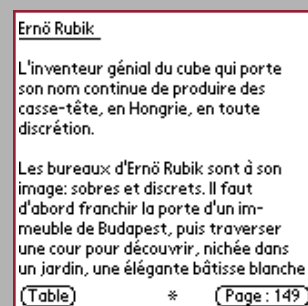 Ernö Rubik
L'inventeur génial du cube qui porte
son nom continue de produire des
casse-tête, en Hongrie, en toute
discrétion.
Les bureaux d'Ernö Rubik sont à son
image: sobres et discrets. Il faut
d'abord franchir la porte d'un im-
meuble de Budapest, puis traverser
une cour pour découvrir, nichée dans
un jardin, une élégante bâtisse blanche
(Table) * (Page : 149)